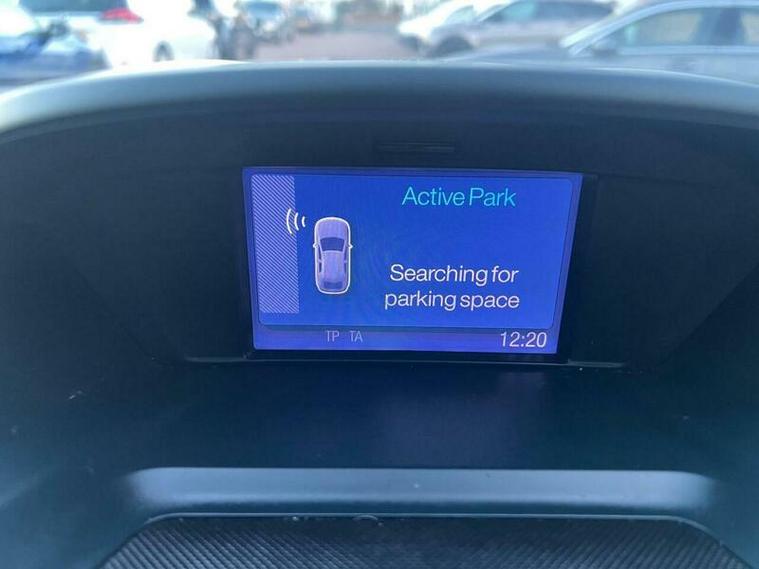 Active Park
Searching for
parking space
TP TA
12:20